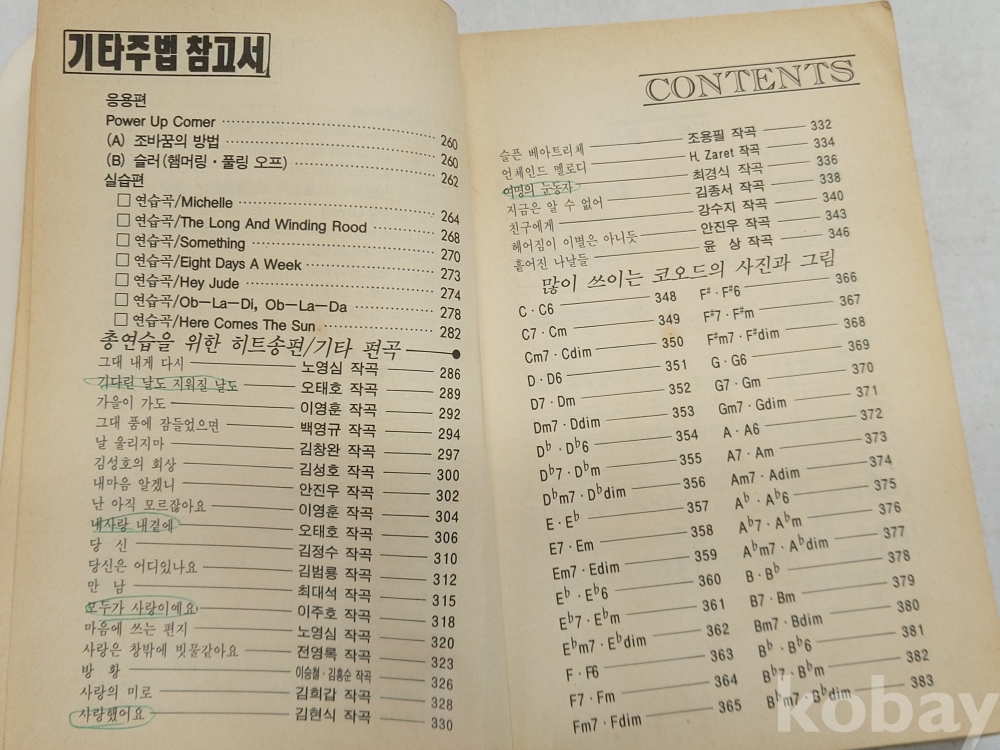 기타주법 참고서
응용편
Power Up Corner 260
(A) 조바꿈의 방법 260
(B) 슬러(햄머링·풀링 오프) 262
실습편
□ 연습곡/Michelle 264
□ 연습곡/The Long And Winding Rood 268
□ 연습곡/Something 270
□ 연습곡/Eight Days A Week 273
□ 연습곡/Hey Jude 274
□ 연습곡/Ob—La—Di, Ob—La—Da 278
□ 연습곡/Here Comes The Sun 282
총연습을 위한 히트송편/기타 편곡
그대 내게 다시 노영심 작곡 286
기다린 날도 지워질 날도 오태호 작곡 289
가을이 가도 이영훈 작곡 292
그대 품에 잠들었으면 백영규 작곡 294
날 울리지마 김창완 작곡 297
김성호의 회상 김성호 작곡 300
내마음 알겠니 안진우 작곡 302
난 아직 모르잖아요 이영훈 작곡 304
내사랑 내곁에 오태호 작곡 306
당 신 김정수 작곡 310
당신은 어디있나요 김범룡 작곡 312
만 남 최대석 작곡 315
모두가 사랑이예요 이주호 작곡 318
마음에 쓰는 편지 노영심 작곡 320
사랑은 창밖에 빗물같아요 전영록 작곡 323
방 황 이승철·김홍순 작곡 326
사랑의 미로 김희갑 작곡 328
사랑했어요 김현식 작곡 330
CONTENTS
슬픈 베아트리체 조용필 작곡 332
언체인드 멜로디 H. Zaret 작곡 334
여명의 눈동자 최경식 작곡 336
지금은 알 수 없어 김종서 작곡 338
친구에게 강수지 작곡 340
헤어짐이 이별은 아니듯 안진우 작곡 343
흩어진 나날들 윤 상 작곡 346
많이 쓰이는 코오드의 사진과 그림
C · C6 348
C7 · Cm 349
Cm7 · Cdim 350
D · D6 351
D7 · Dm 352
Dm7 · Ddim 353
D♭ · D♭6 354
D♭7 · D♭m 355
D♭m7 · D♭dim 356
E · E♭ 357
E7 · Em 358
Em7 · Edim 359
E♭ · E♭6 360
E♭7 · E♭m 361
E♭m7 · E♭dim 362
F · F6 363
F7 · Fm 364
Fm7 · Fdim 365
F♯ · F♯6 366
F♯7 · F♯m 367
F♯m7 · F♯dim 368
G · G6 369
G7 · Gm 370
Gm7 · Gdim 371
A · A6 372
A7 · Am 373
Am7 · Adim 374
A♭ · A♭6 375
A♭7 · A♭m 376
A♭m7 · A♭dim 377
B · B♭ 378
B7 · Bm 379
Bm7 · Bdim 380
B♭ · B♭6 381
B♭7 · B♭m 382
B♭m7 · B♭dim 383
kobay